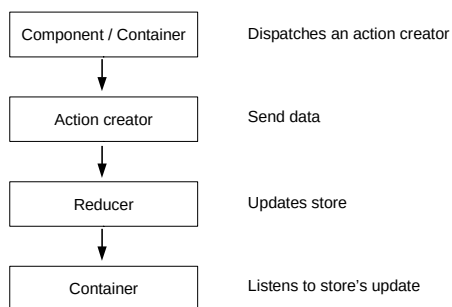 Component / Container
Dispatches an action creator
Action creator
Send data
Reducer
Updates store
Container
Listens to store’s update